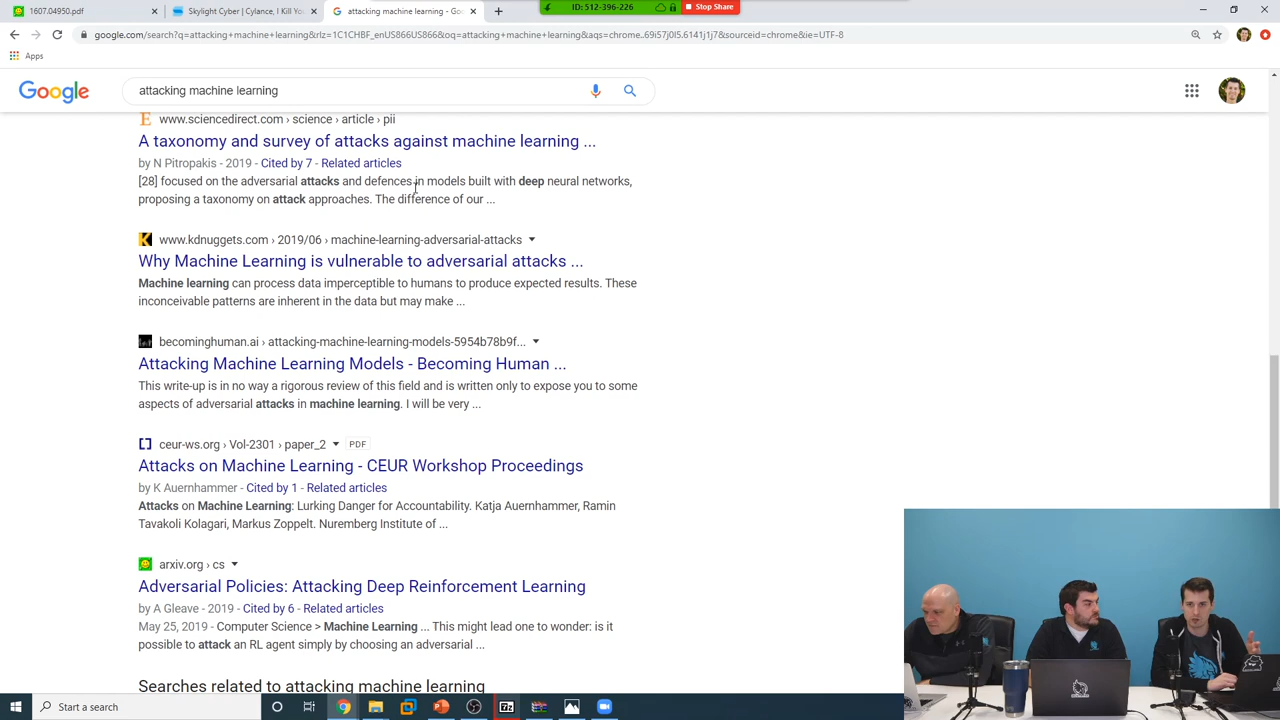 1607.04950.pdf
Skylight Cyber | Cylance, I Kill Yo
attacking machine learning - Goo
ID: 512-396-226
Stop Share
google.com/search?q=attacking+machine+learning&rlz=1C1CHBF_enUS866US866&oq=attacking+machine+learning&aqs=chrome..69i57j0l5.6141j1j7&sourceid=chrome&ie=UTF-8
Apps
Google
attacking machine learning
www.sciencedirect.com › science › article › pii
A taxonomy and survey of attacks against machine learning ...
by N Pitropakis - 2019 - Cited by 7 - Related articles
[28] focused on the adversarial attacks and defences in models built with deep neural networks,
proposing a taxonomy on attack approaches. The difference of our ...
www.kdnuggets.com › 2019/06 › machine-learning-adversarial-attacks
Why Machine Learning is vulnerable to adversarial attacks ...
Machine learning can process data imperceptible to humans to produce expected results. These
inconceivable patterns are inherent in the data but may make ...
becominghuman.ai › attacking-machine-learning-models-5954b78b9f...
Attacking Machine Learning Models - Becoming Human ...
This write-up is in no way a rigorous review of this field and is written only to expose you to some
aspects of adversarial attacks in machine learning. I will be very ...
ceur-ws.org › Vol-2301 › paper_2 PDF
Attacks on Machine Learning - CEUR Workshop Proceedings
by K Auernhammer - Cited by 1 - Related articles
Attacks on Machine Learning: Lurking Danger for Accountability. Katja Auernhammer, Ramin
Tavakoli Kolagari, Markus Zoppelt. Nuremberg Institute of ...
arxiv.org › cs
Adversarial Policies: Attacking Deep Reinforcement Learning
by A Gleave - 2019 - Cited by 6 - Related articles
May 25, 2019 - Computer Science > Machine Learning ... This might lead one to wonder: is it
possible to attack an RL agent simply by choosing an adversarial ...
Searches related to attacking machine learning
Start a search